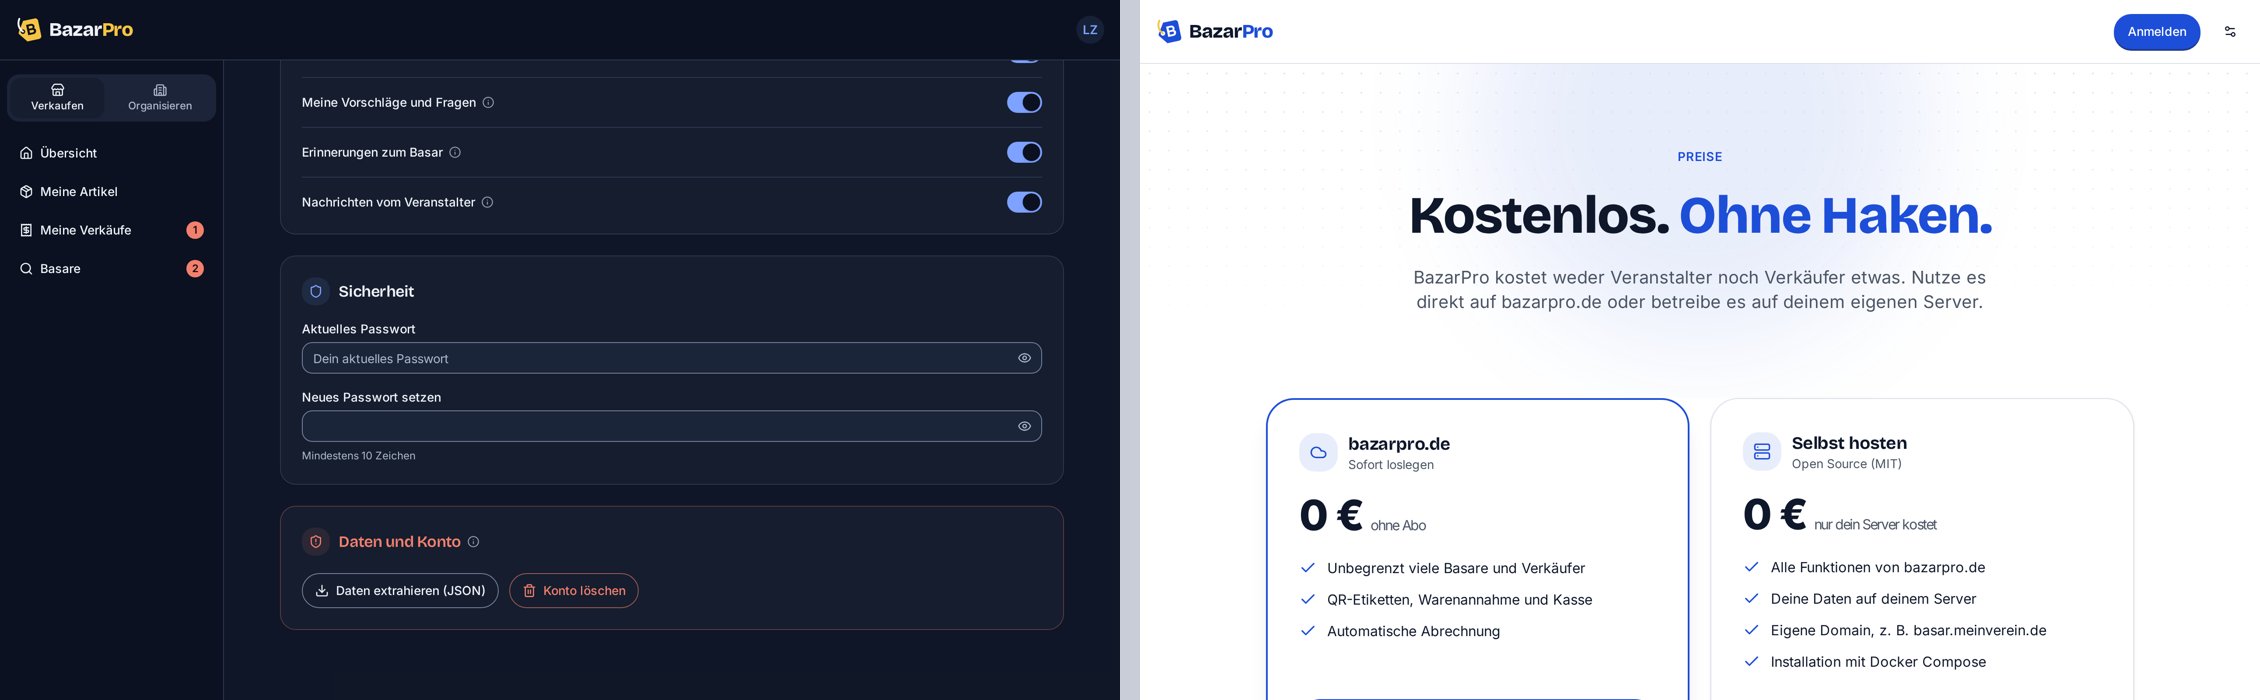 BazarPro
LZ
Verkaufen
Organisieren
Übersicht
Meine Artikel
Meine Verkäufe
1
Basare
2
Meine Vorschläge und Fragen
Erinnerungen zum Basar
Nachrichten vom Veranstalter
Sicherheit
Aktuelles Passwort
Dein aktuelles Passwort
Neues Passwort setzen
Mindestens 10 Zeichen
Daten und Konto
Daten extrahieren (JSON)
Konto löschen
BazarPro
Anmelden
PREISE
Kostenlos. Ohne Haken.
BazarPro kostet weder Veranstalter noch Verkäufer etwas. Nutze es
direkt auf bazarpro.de oder betreibe es auf deinem eigenen Server.
bazarpro.de
Sofort loslegen
0 € ohne Abo
Unbegrenzt viele Basare und Verkäufer
QR-Etiketten, Warenannahme und Kasse
Automatische Abrechnung
Selbst hosten
Open Source (MIT)
0 € nur dein Server kostet
Alle Funktionen von bazarpro.de
Deine Daten auf deinem Server
Eigene Domain, z. B. basar.meinverein.de
Installation mit Docker Compose